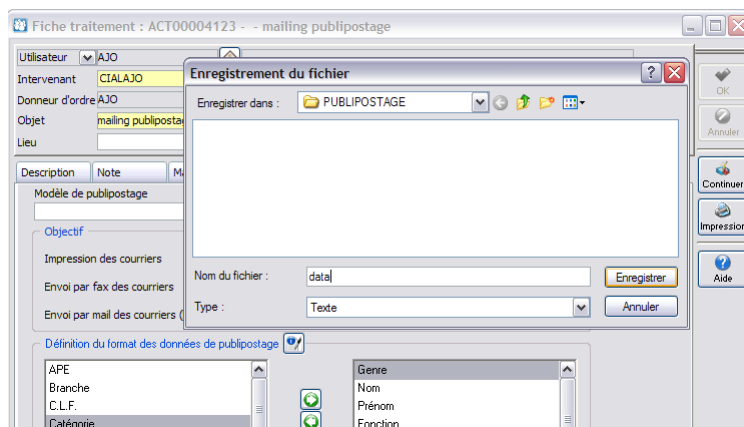 Fiche traitement : ACT00004123 - - mailing publipostage
Utilisateur AJO
Intervenant CIALAJO
Donneur d'ordre AJO
Objet mailing
Lieu
Enregistrement du fichier
Enregistrer dans : PUBLIPOSTAGE
Nom du fichier : data
Enregistrer
Type : Texte
Annuler
OK
Annuler
Continuer
Impression
Aide
Description Note
Modèle de publipostage
Objectif
Impression des courriers
Envoi par fax des courriers
Envoi par mail des courriers (
Définition du format des données de publipostage
APE
Branche
C.L.F.
Catégorie
Genre
Nom
Prénom
Fonction